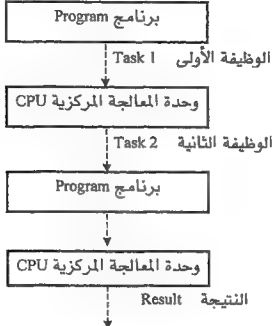 برنامج Program
الوظيفة الأولى Task 1
وحدة المعالجة المركزية CPU
الوظيفة الثانية Task 2
برنامج Program
وحدة المعالجة المركزية CPU
النتيجة Result